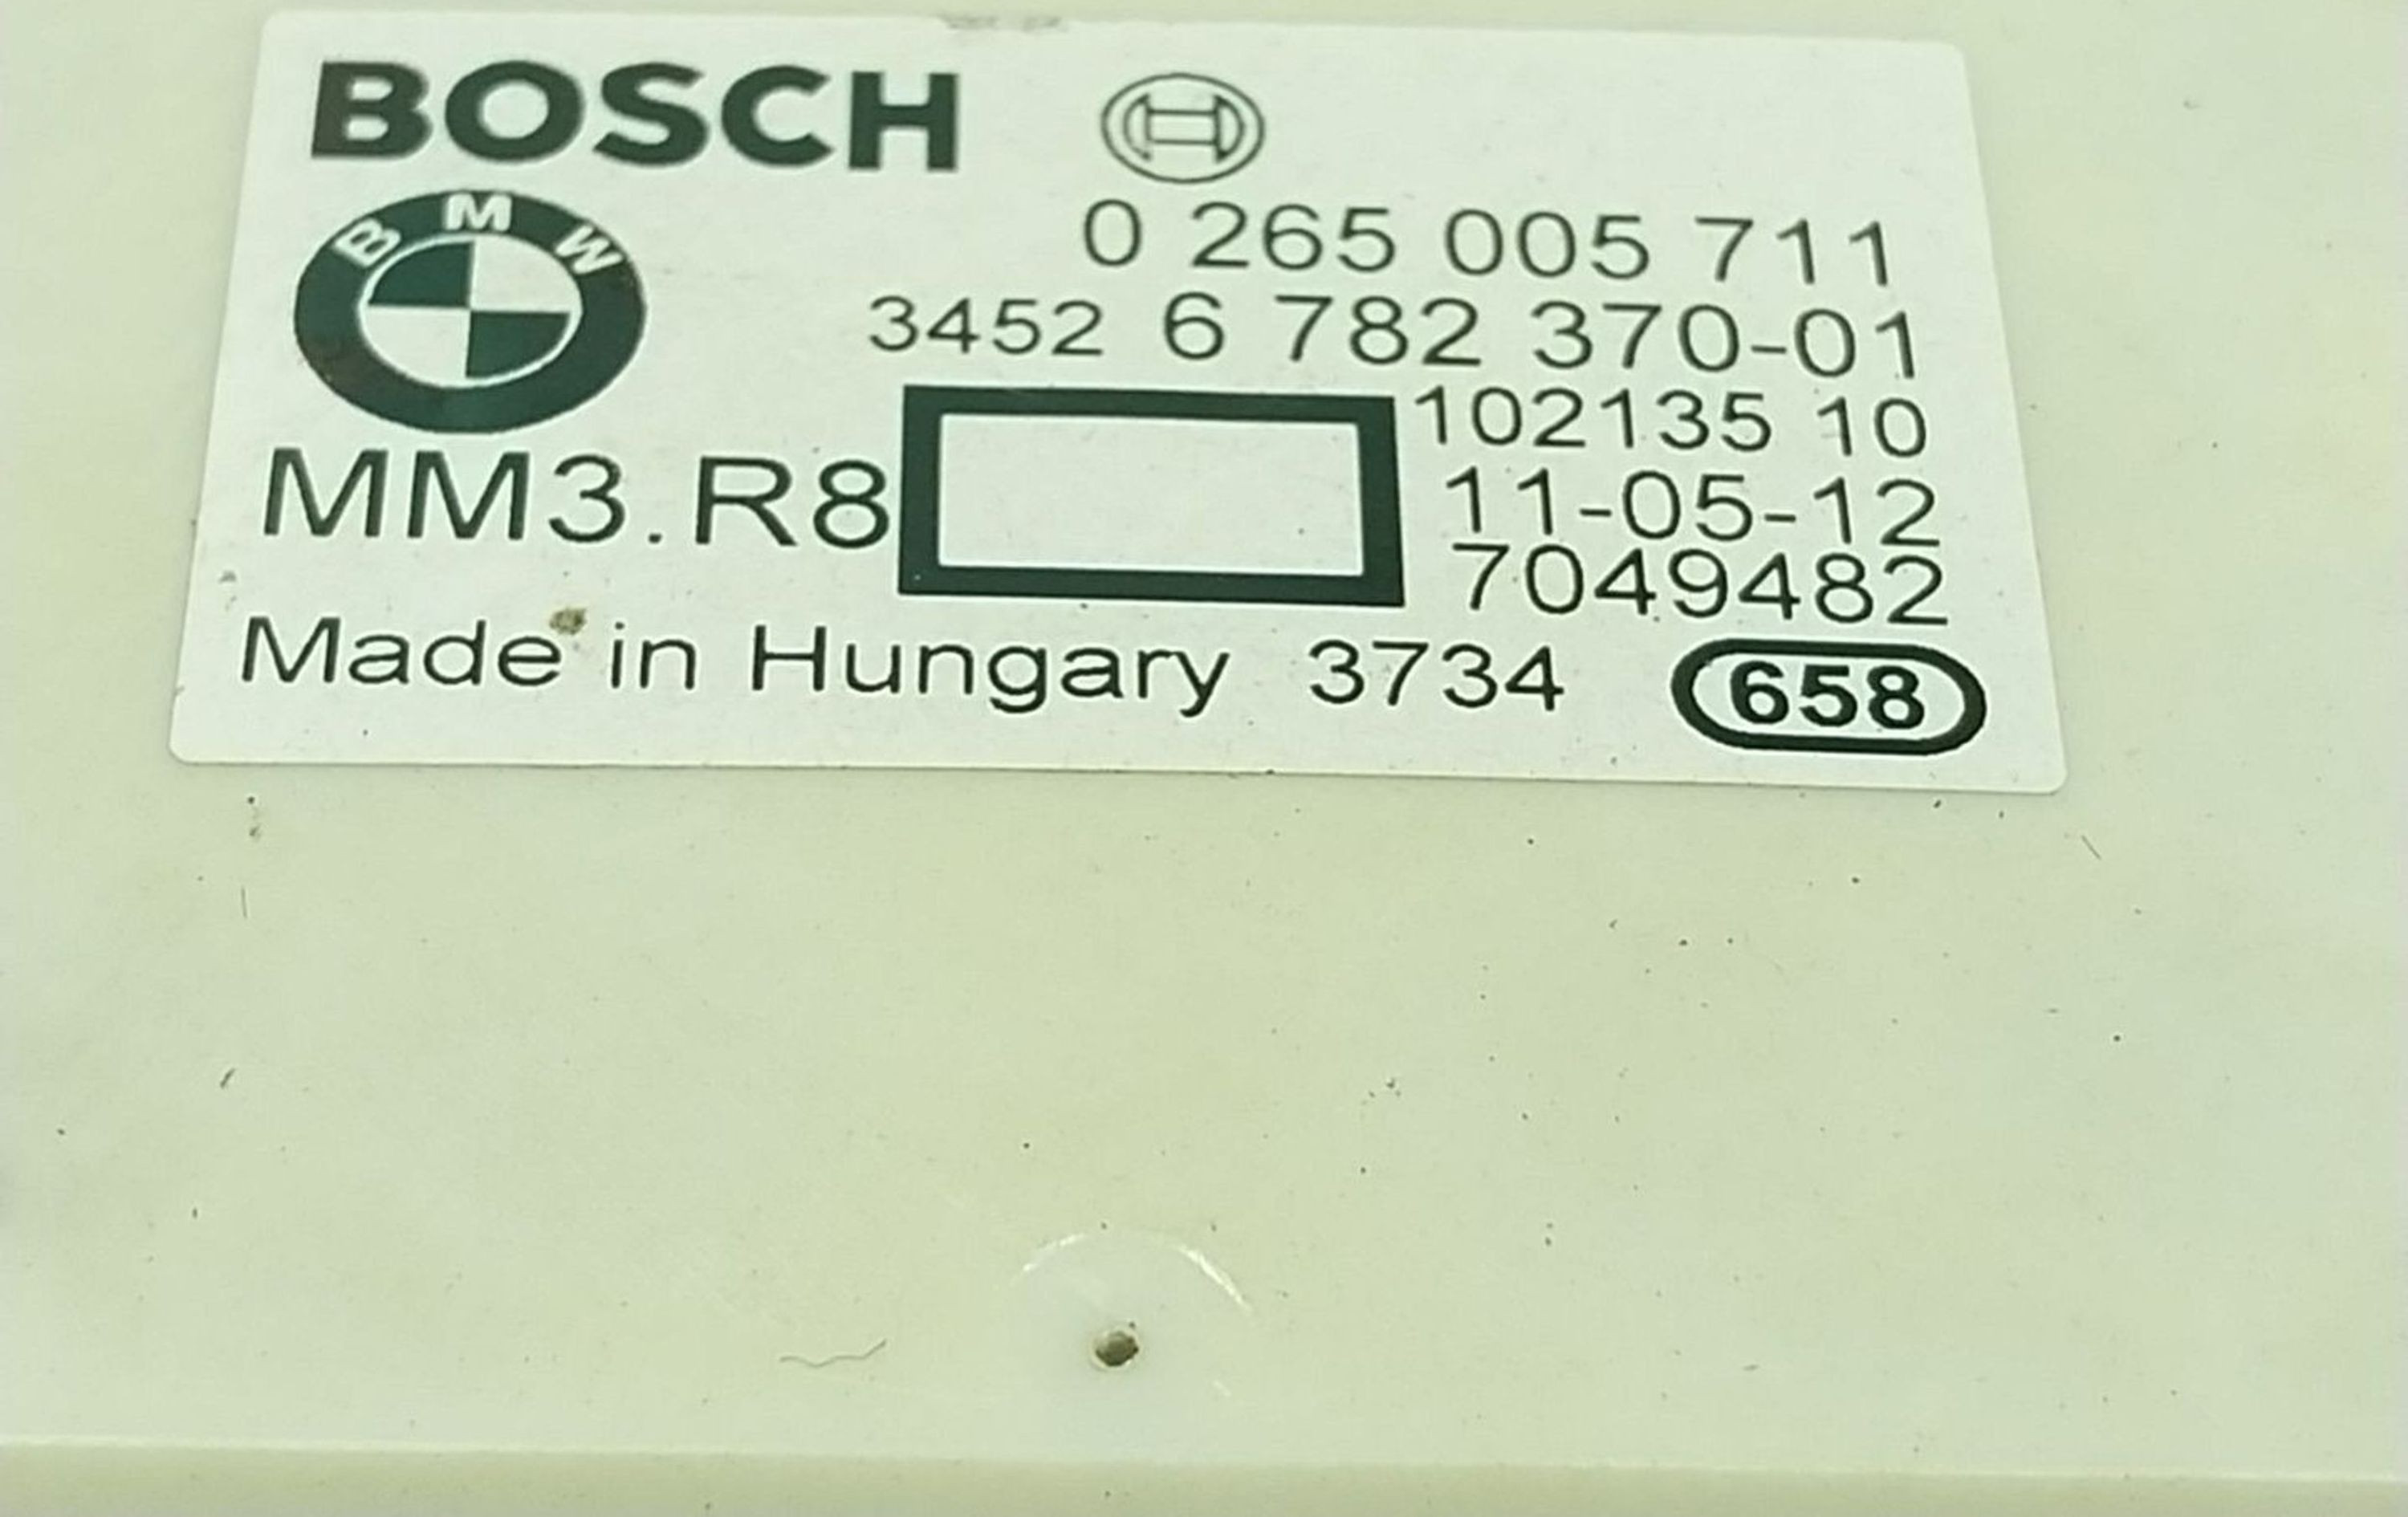 BOSCH
BMW
0 265 005 711
3452 6 782 370-01
102135 10
MM3.R8
11-05-12
7049482
Made in Hungary 3734 658